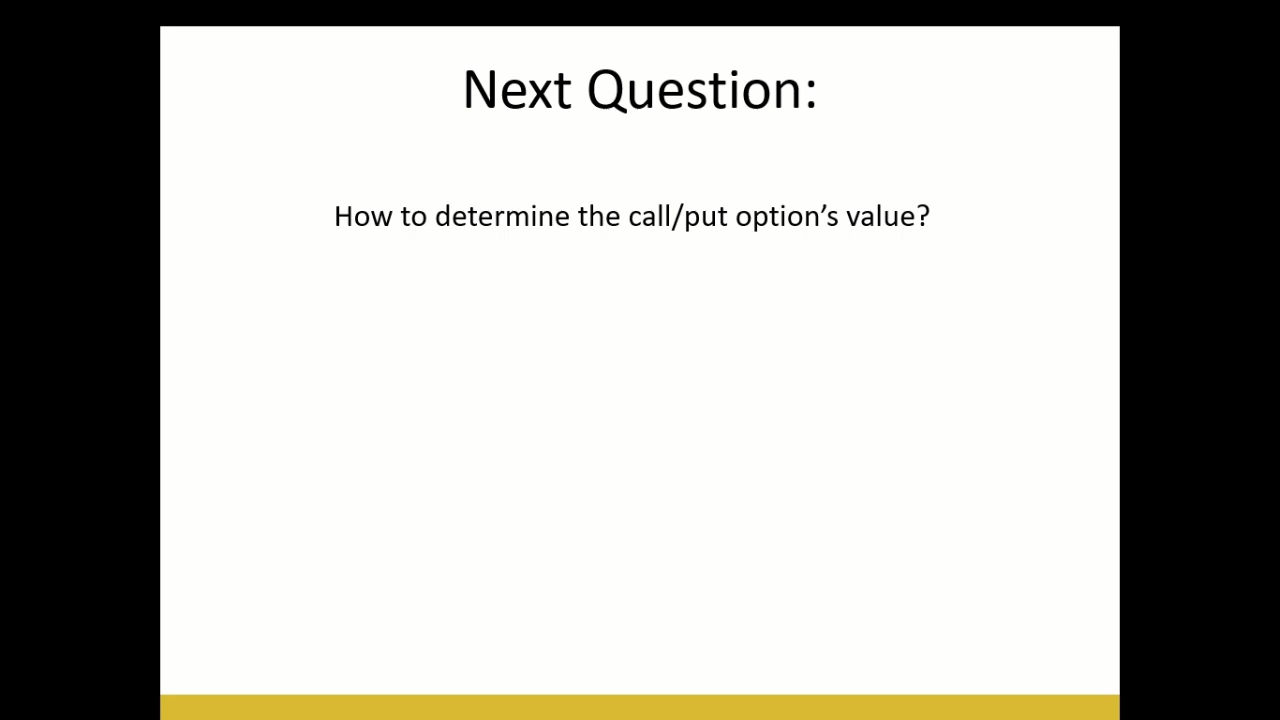 Next Question:
How to determine the call/put option’s value?